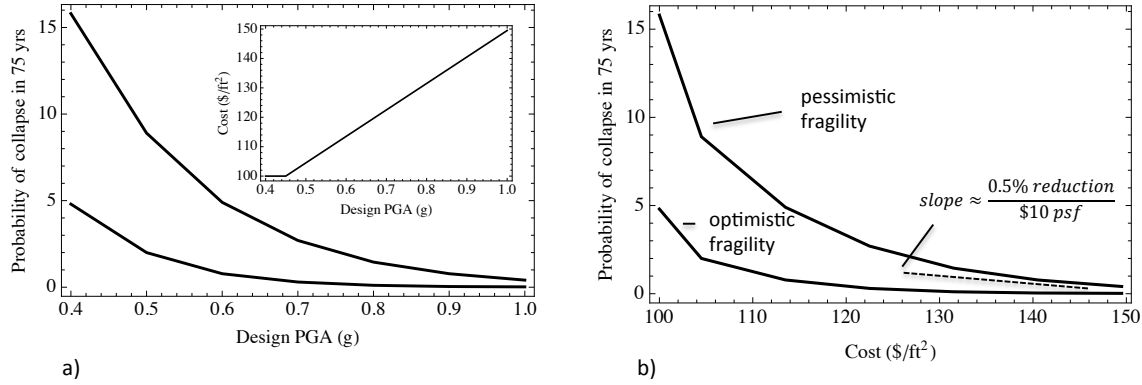 Probability of collapse in 75 yrs
15
10
5
0
0.4 0.5 0.6 0.7 0.8 0.9 1.0
Design PGA (g)
Cost ($/ft²)
150
140
130
120
110
100
0.4 0.5 0.6 0.7 0.8 0.9 1.0
Design PGA (g)
a)
Probability of collapse in 75 yrs
15
10
5
0
pessimistic
fragility
optimistic
fragility
slope ≈ 0.5% reduction
$10 psf
100 110 120 130 140 150
Cost ($/ft²)
b)